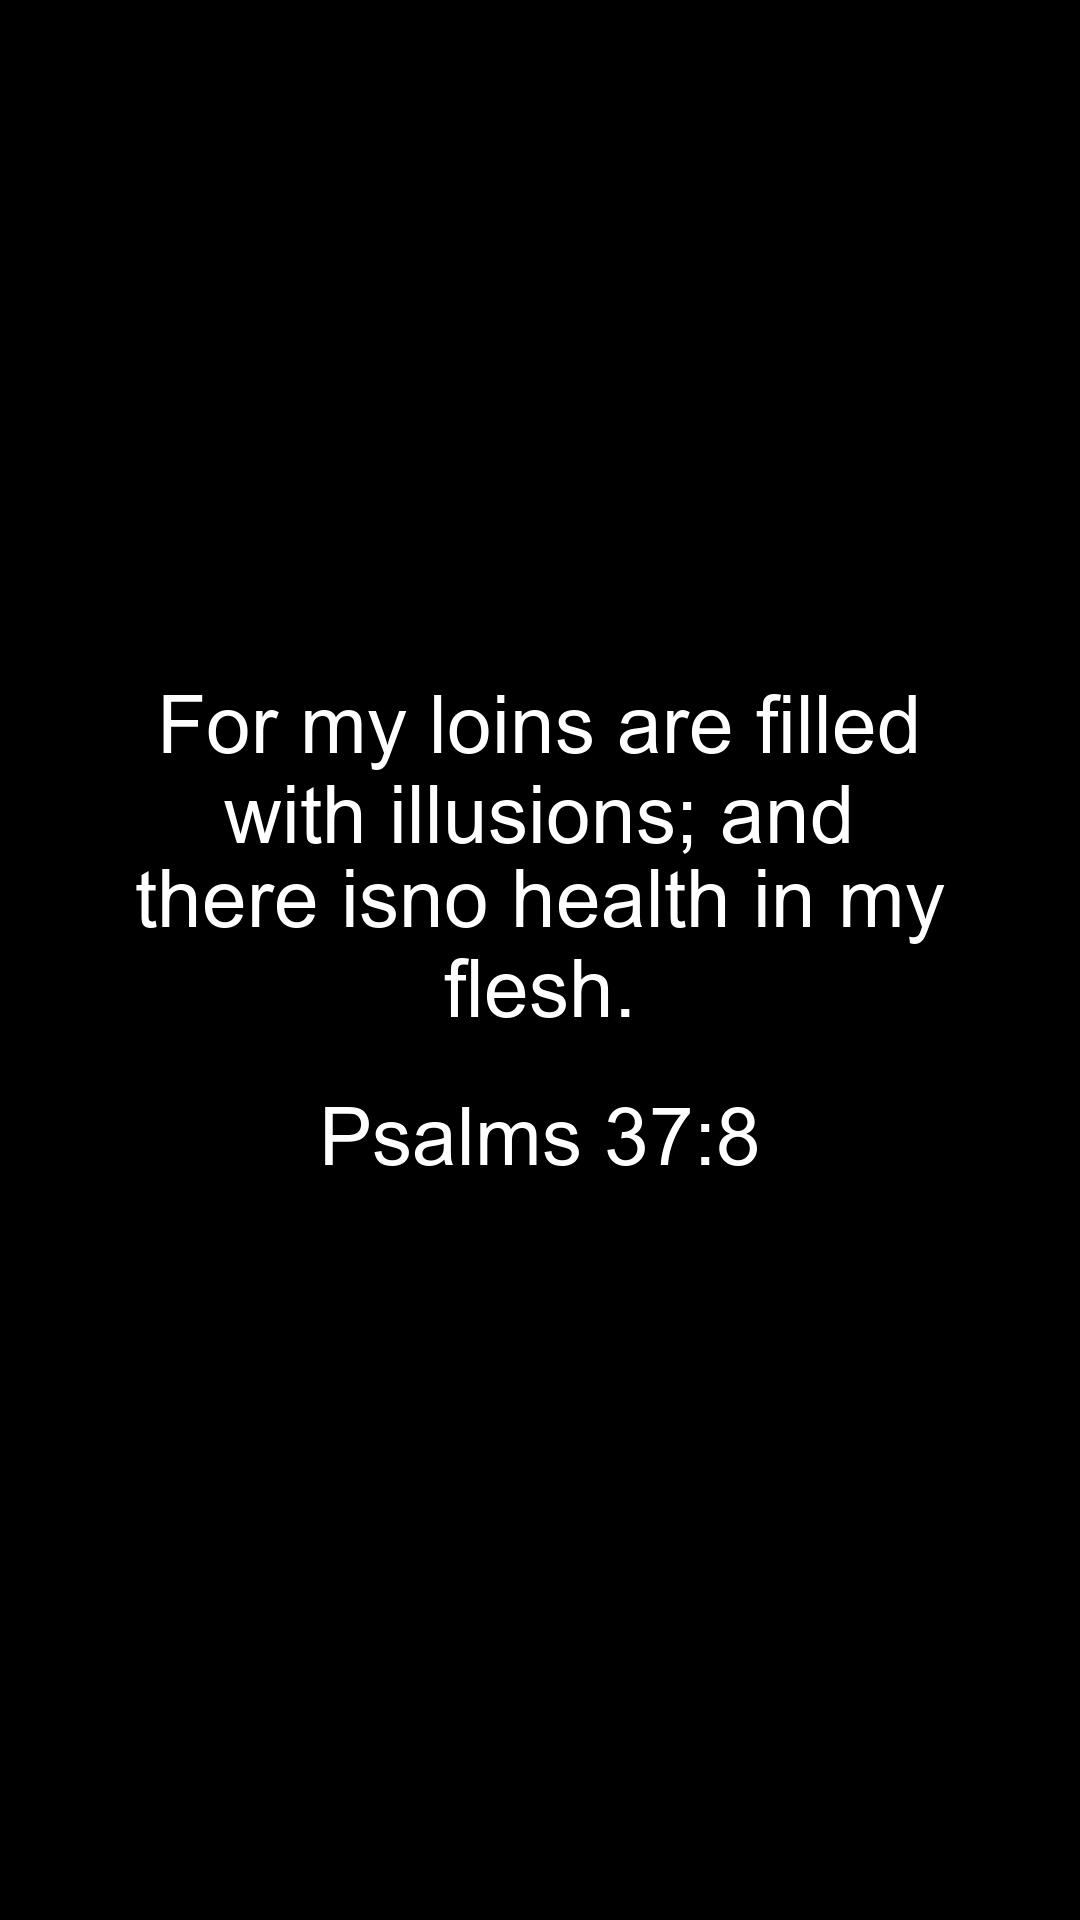 For my loins are filled
with illusions; and
there isno health in my
flesh.
Psalms 37:8